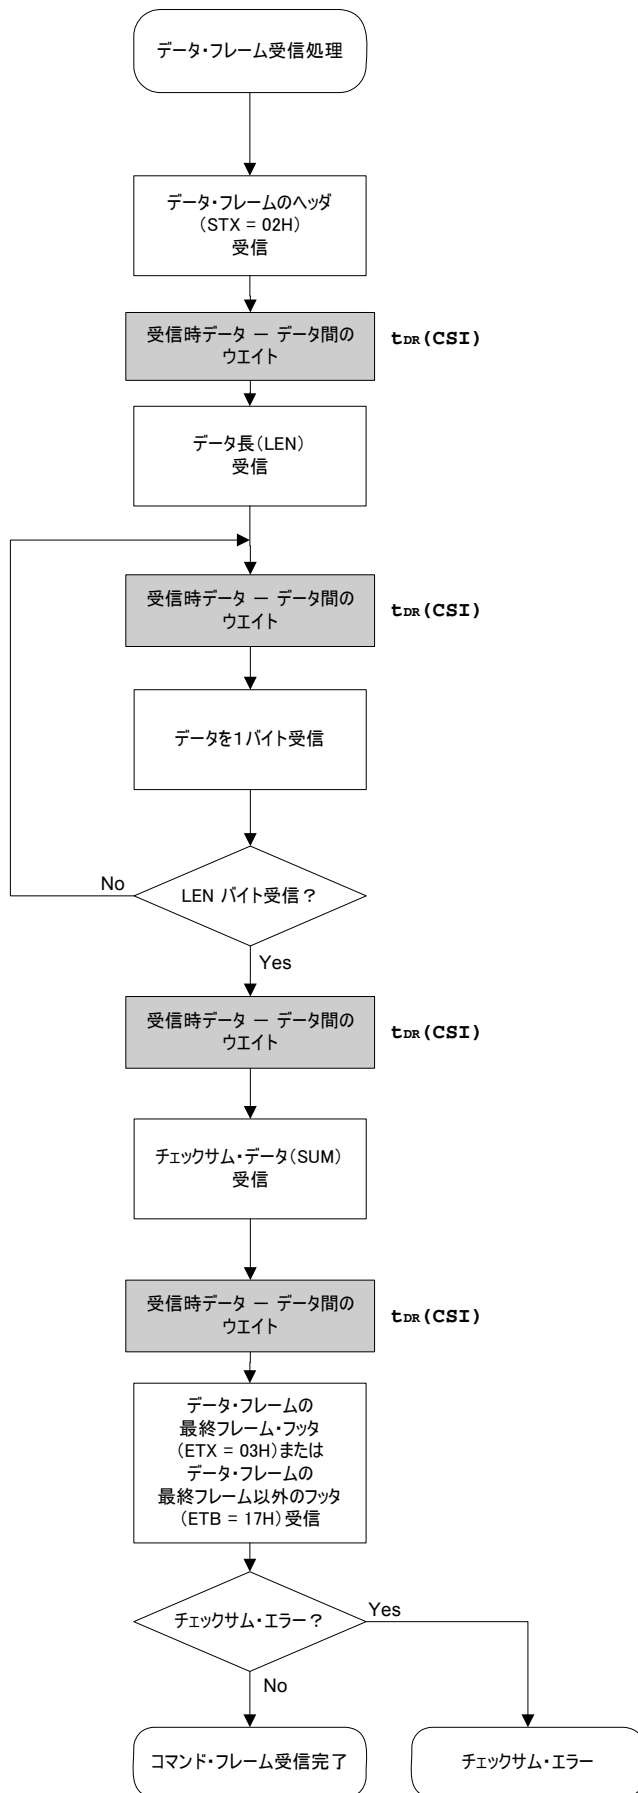 データ・フレーム受信処理
データ・フレームのヘッダ
(STX = 02H)
受信
受信時データ － データ間の
ウエイト
tDR(CSI)
データ長(LEN)
受信
受信時データ － データ間の
ウエイト
tDR(CSI)
データを1バイト受信
No
LEN バイト受信？
Yes
受信時データ － データ間の
ウエイト
tDR(CSI)
チェックサム・データ(SUM)
受信
受信時データ － データ間の
ウエイト
tDR(CSI)
データ・フレームの
最終フレーム・フッタ
(ETX = 03H)または
データ・フレームの
最終フレーム以外のフッタ
(ETB = 17H)受信
チェックサム・エラー？
Yes
No
コマンド・フレーム受信完了
チェックサム・エラー